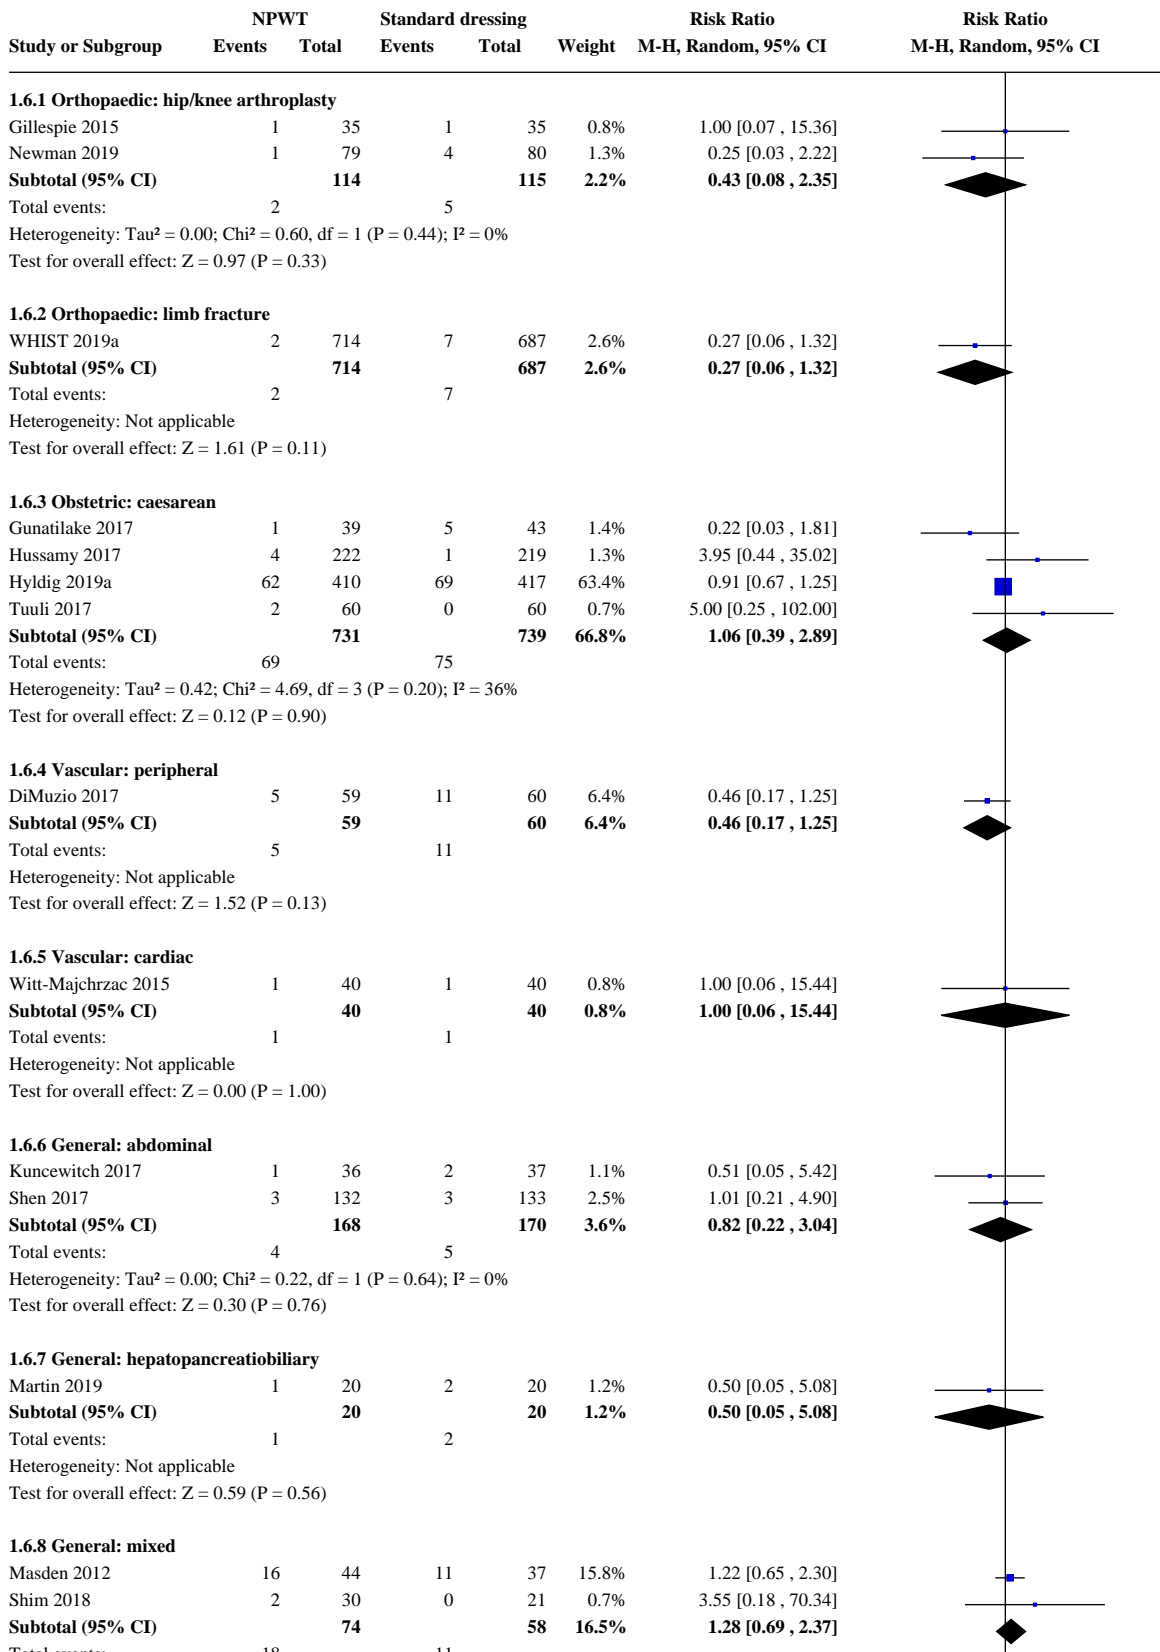 NPWT Standard dressing Risk Ratio Risk Ratio
Study or Subgroup Events Total Events Total Weight M-H, Random, 95% CI M-H, Random, 95% CI
1.6.1 Orthopaedic: hip/knee arthroplasty
Gillespie 2015 1 35 1 35 0.8% 1.00 [0.07 , 15.36]
Newman 2019 1 79 4 80 1.3% 0.25 [0.03 , 2.22]
Subtotal (95% CI) 114 115 2.2% 0.43 [0.08 , 2.35]
Total events: 2 5
Heterogeneity: Tau² = 0.00; Chi² = 0.60, df = 1 (P = 0.44); I² = 0%
Test for overall effect: Z = 0.97 (P = 0.33)
1.6.2 Orthopaedic: limb fracture
WHIST 2019a 2 714 7 687 2.6% 0.27 [0.06 , 1.32]
Subtotal (95% CI) 714 687 2.6% 0.27 [0.06 , 1.32]
Total events: 2 7
Heterogeneity: Not applicable
Test for overall effect: Z = 1.61 (P = 0.11)
1.6.3 Obstetric: caesarean
Gunatilake 2017 1 39 5 43 1.4% 0.22 [0.03 , 1.81]
Hussamy 2017 4 222 1 219 1.3% 3.95 [0.44 , 35.02]
Hyldig 2019a 62 410 69 417 63.4% 0.91 [0.67 , 1.25]
Tuuli 2017 2 60 0 60 0.7% 5.00 [0.25 , 102.00]
Subtotal (95% CI) 731 739 66.8% 1.06 [0.39 , 2.89]
Total events: 69 75
Heterogeneity: Tau² = 0.42; Chi² = 4.69, df = 3 (P = 0.20); I² = 36%
Test for overall effect: Z = 0.12 (P = 0.90)
1.6.4 Vascular: peripheral
DiMuzio 2017 5 59 11 60 6.4% 0.46 [0.17 , 1.25]
Subtotal (95% CI) 59 60 6.4% 0.46 [0.17 , 1.25]
Total events: 5 11
Heterogeneity: Not applicable
Test for overall effect: Z = 1.52 (P = 0.13)
1.6.5 Vascular: cardiac
Witt-Majchrzac 2015 1 40 1 40 0.8% 1.00 [0.06 , 15.44]
Subtotal (95% CI) 40 40 0.8% 1.00 [0.06 , 15.44]
Total events: 1 1
Heterogeneity: Not applicable
Test for overall effect: Z = 0.00 (P = 1.00)
1.6.6 General: abdominal
Kuncewitch 2017 1 36 2 37 1.1% 0.51 [0.05 , 5.42]
Shen 2017 3 132 3 133 2.5% 1.01 [0.21 , 4.90]
Subtotal (95% CI) 168 170 3.6% 0.82 [0.22 , 3.04]
Total events: 4 5
Heterogeneity: Tau² = 0.00; Chi² = 0.22, df = 1 (P = 0.64); I² = 0%
Test for overall effect: Z = 0.30 (P = 0.76)
1.6.7 General: hepatopancreatiobiliary
Martin 2019 1 20 2 20 1.2% 0.50 [0.05 , 5.08]
Subtotal (95% CI) 20 20 1.2% 0.50 [0.05 , 5.08]
Total events: 1 2
Heterogeneity: Not applicable
Test for overall effect: Z = 0.59 (P = 0.56)
1.6.8 General: mixed
Masden 2012 16 44 11 37 15.8% 1.22 [0.65 , 2.30]
Shim 2018 2 30 0 21 0.7% 3.55 [0.18 , 70.34]
Subtotal (95% CI) 74 58 16.5% 1.28 [0.69 , 2.37]
Total events: 18 11